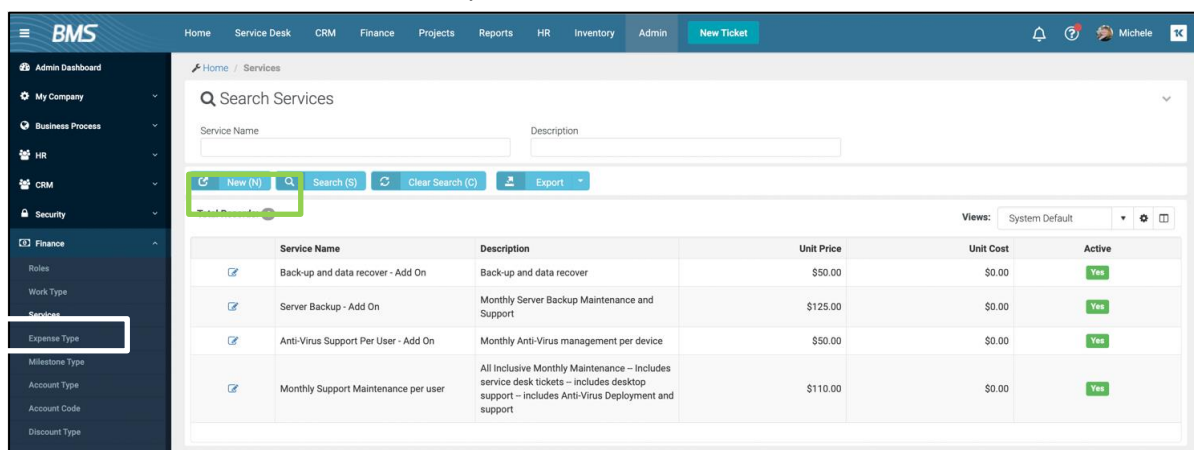 BMS
Home Service Desk CRM Finance Projects Reports HR Inventory Admin New Ticket
Michele
Admin Dashboard
My Company
Business Process
HR
CRM
Security
Finance
Roles
Work Type
Services
Expense Type
Milestone Type
Account Type
Account Code
Discount Type
Home / Services
Search Services
Service Name Description
New (N) Search (S) Clear Search (C) Export
Views: System Default
Service Name Description Unit Price Unit Cost Active
Back-up and data recover - Add On Back-up and data recover $50.00 $0.00 Yes
Server Backup - Add On Monthly Server Backup Maintenance and
Support $125.00 $0.00 Yes
Anti-Virus Support Per User - Add On Monthly Anti-Virus management per device $50.00 $0.00 Yes
Monthly Support Maintenance per user All Inclusive Monthly Maintenance -- Includes
service desk tickets -- includes desktop
support -- includes Anti-Virus Deployment and
support $110.00 $0.00 Yes